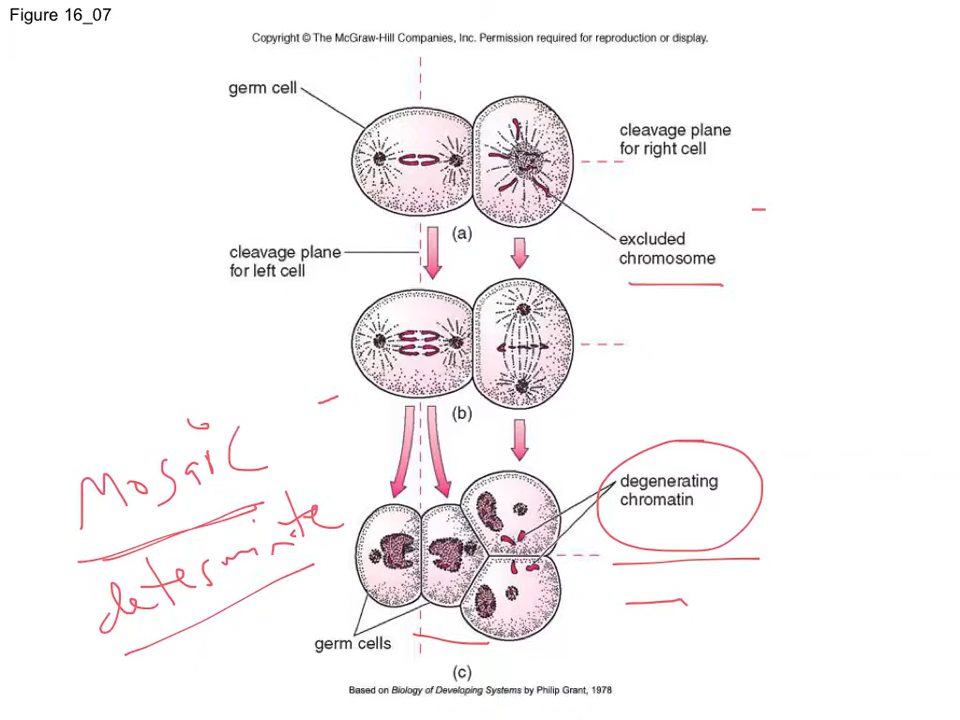 Figure 16_07
Copyright © The McGraw-Hill Companies, Inc. Permission required for reproduction or display.
germ cell
cleavage plane
for right cell
(a)
excluded
chromosome
cleavage plane
for left cell
(b)
Mosaic
determinate
degenerating
chromatin
germ cells
(c)
Based on Biology of Developing Systems by Philip Grant, 1978